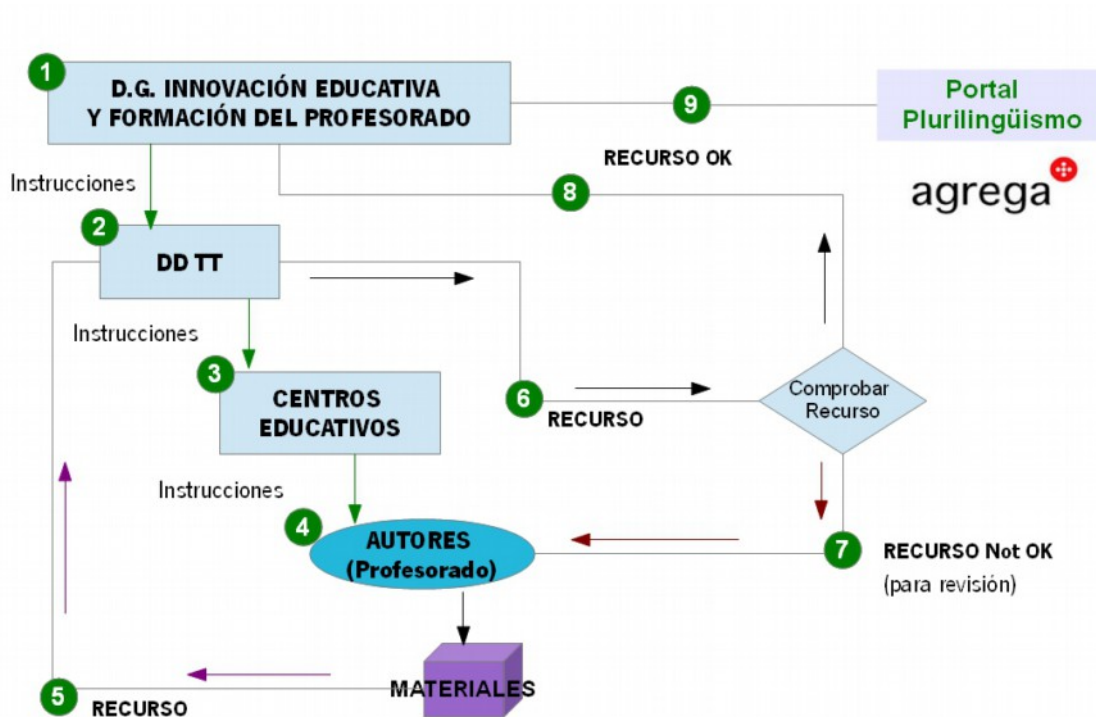 1
D.G. INNOVACIÓN EDUCATIVA
Y FORMACIÓN DEL PROFESORADO
9
Portal
Plurilingüismo
RECURSO OK
Instrucciones
8
agrega
2
DD TT
Instrucciones
3
CENTROS
EDUCATIVOS
6
RECURSO
Comprobar
Recurso
Instrucciones
4
AUTORES
(Profesorado)
7
RECURSO Not OK
(para revisión)
MATERIALES
5
RECURSO